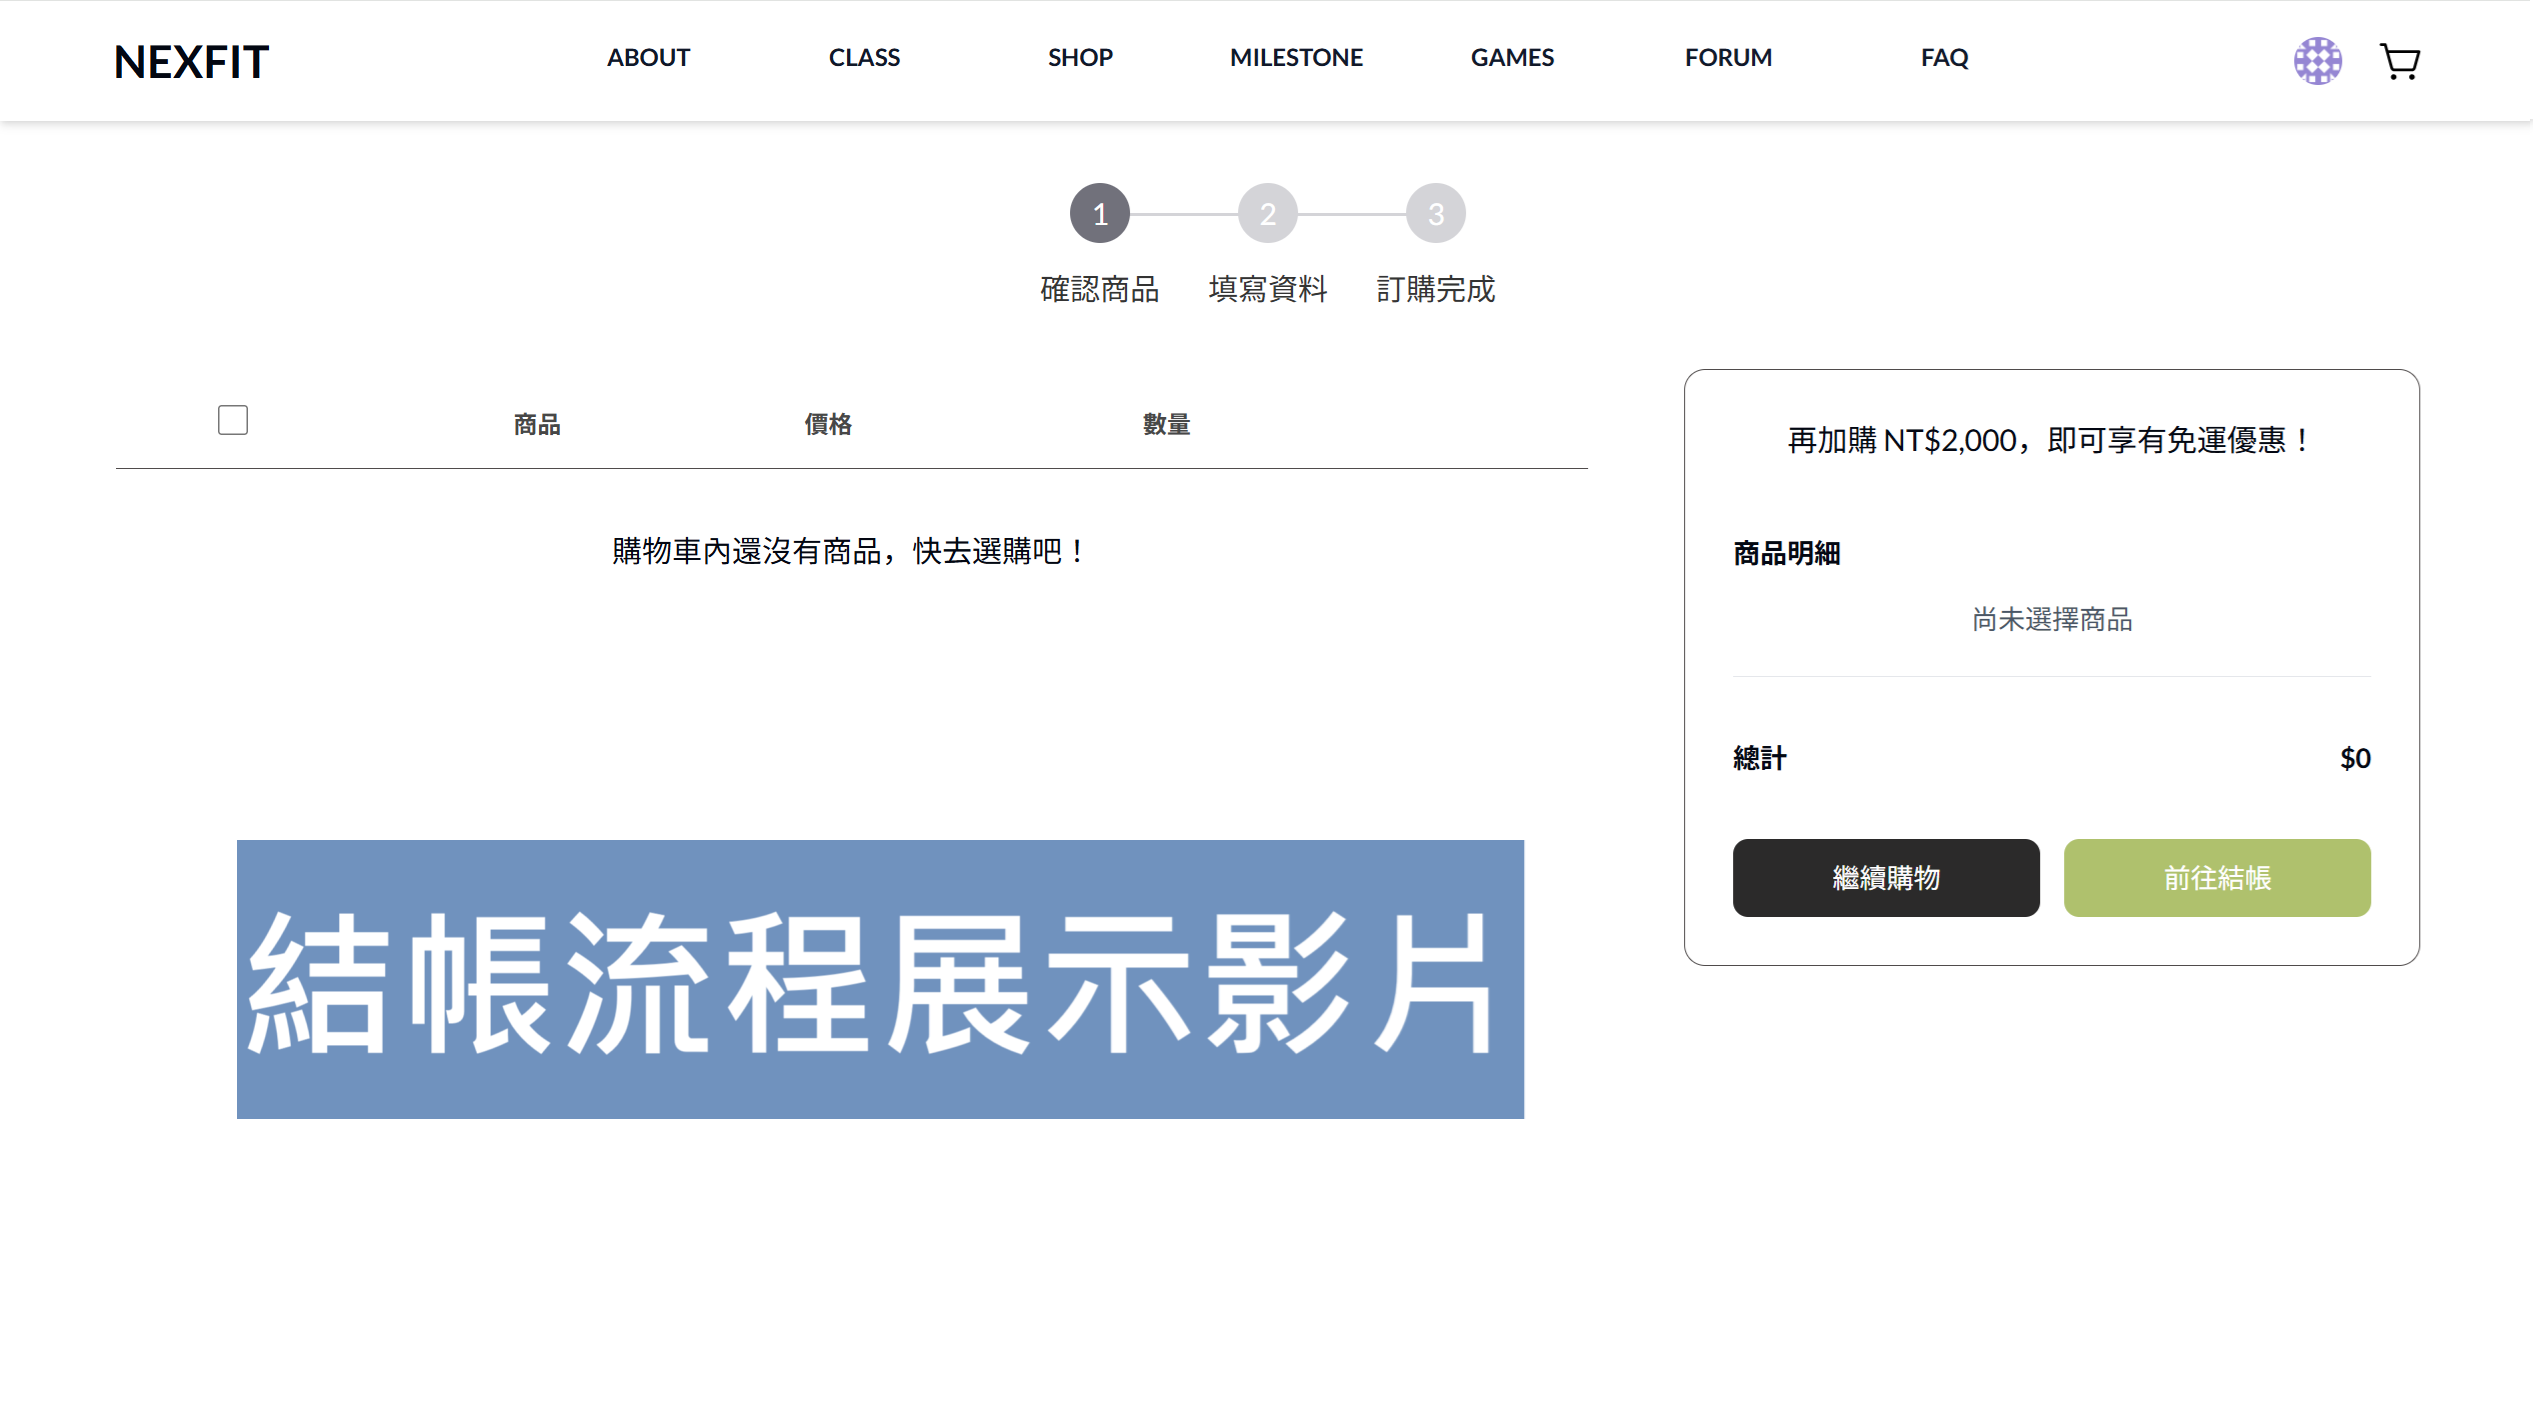 NEXFIT
ABOUT
CLASS
SHOP
MILESTONE
GAMES
FORUM
FAQ
1
2
3
確認商品
填寫資料
訂購完成
商品
價格
數量
購物車內還沒有商品，快去選購吧！
再加購 NT$2,000，即可享有免運優惠！
商品明細
尚未選擇商品
總計
$0
繼續購物
前往結帳
結帳流程展示影片